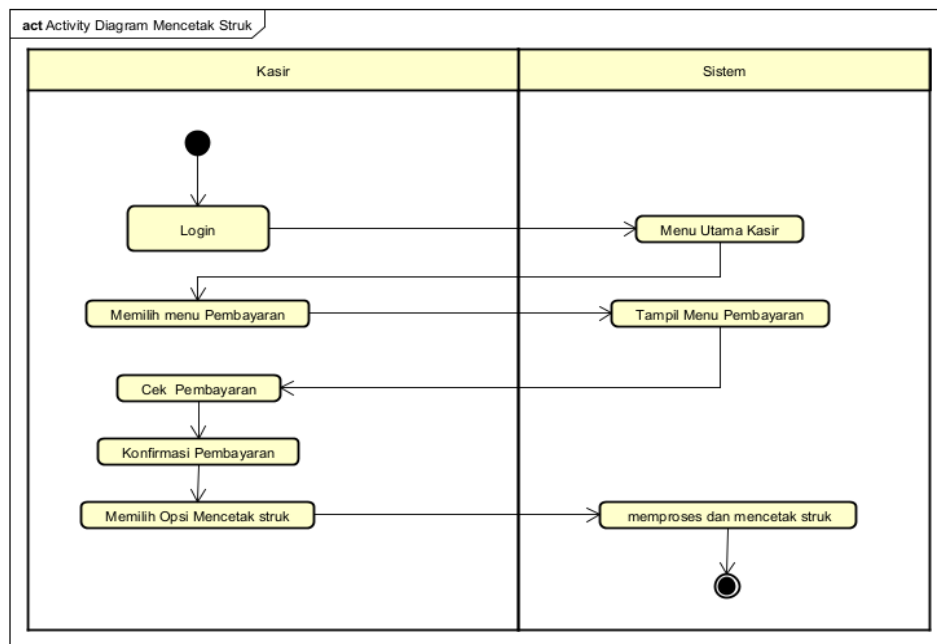 act Activity Diagram Mencetak Struk
Kasir
Sistem
Login
Menu Utama Kasir
Memilih menu Pembayaran
Tampil Menu Pembayaran
Cek Pembayaran
Konfirmasi Pembayaran
Memilih Opsi Mencetak struk
memproses dan mencetak struk